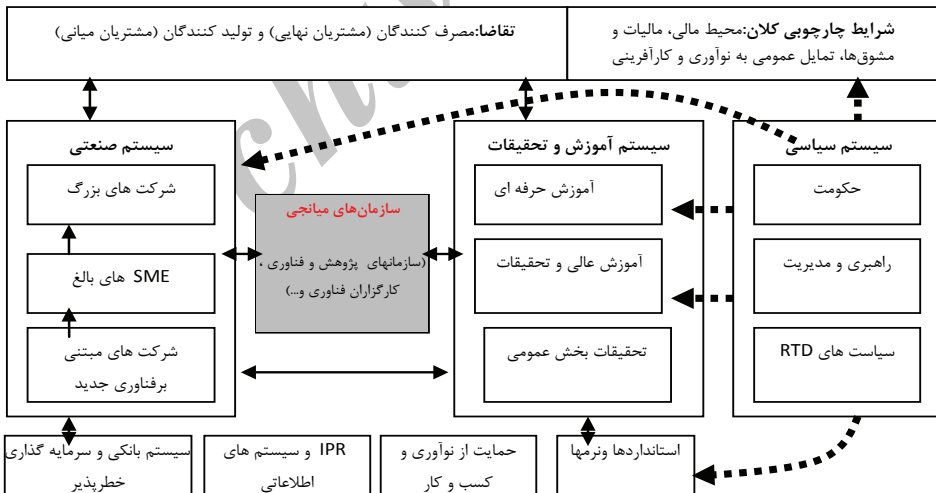 تقاضا:مصرف کنندگان (مشتریان نهایی) و تولید کنندگان (مشتریان میانی)
شرایط چارچوبی کلان:محیط مالی، مالیات و
مشوق‌ها، تمایل عمومی به نوآوری و کارآفرینی
سیستم سیاسی
حکومت
راهبری و مدیریت
سیاست های RTD
سیستم آموزش و تحقیقات
آموزش حرفه ای
آموزش عالی و تحقیقات
تحقیقات بخش عمومی
سازمان‌های میانجی
(سازمانهای پژوهش و فناوری ،
کارگزاران فناوری و...)
سیستم صنعتی
شرکت های بزرگ
SME های بالغ
شرکت های مبتنی
برفناوری جدید
استانداردها ونرمها
حمایت از نوآوری و
کسب و کار
IPR و سیستم های
اطلاعاتی
سیستم بانکی و سرمایه گذاری
خطرپذیر